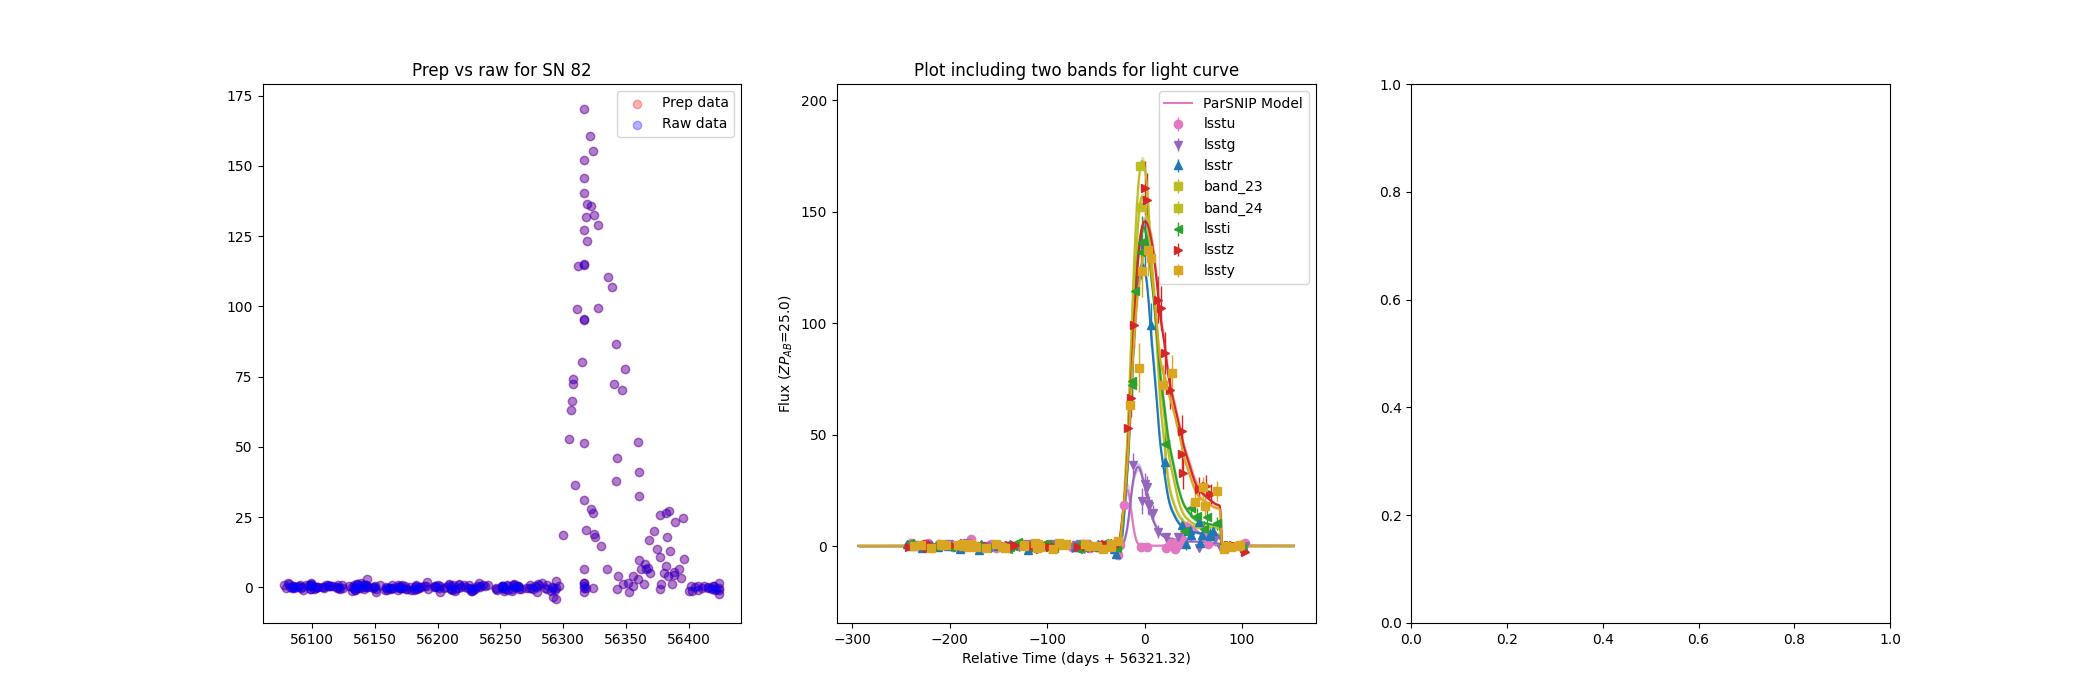 Prep vs raw for SN 82
Prep data
Raw data
175
150
125
100
75
50
25
0
56100
56150
56200
56250
56300
56350
56400
Plot including two bands for light curve
ParSNIP Model
lsstu
lsstg
lsstr
band_23
band_24
lssti
lsstz
lssty
Flux (ZP_AB=25.0)
200
150
100
50
0
−300
−200
−100
0
100
Relative Time (days + 56321.32)
1.0
0.8
0.6
0.4
0.2
0.0
0.0
0.2
0.4
0.6
0.8
1.0